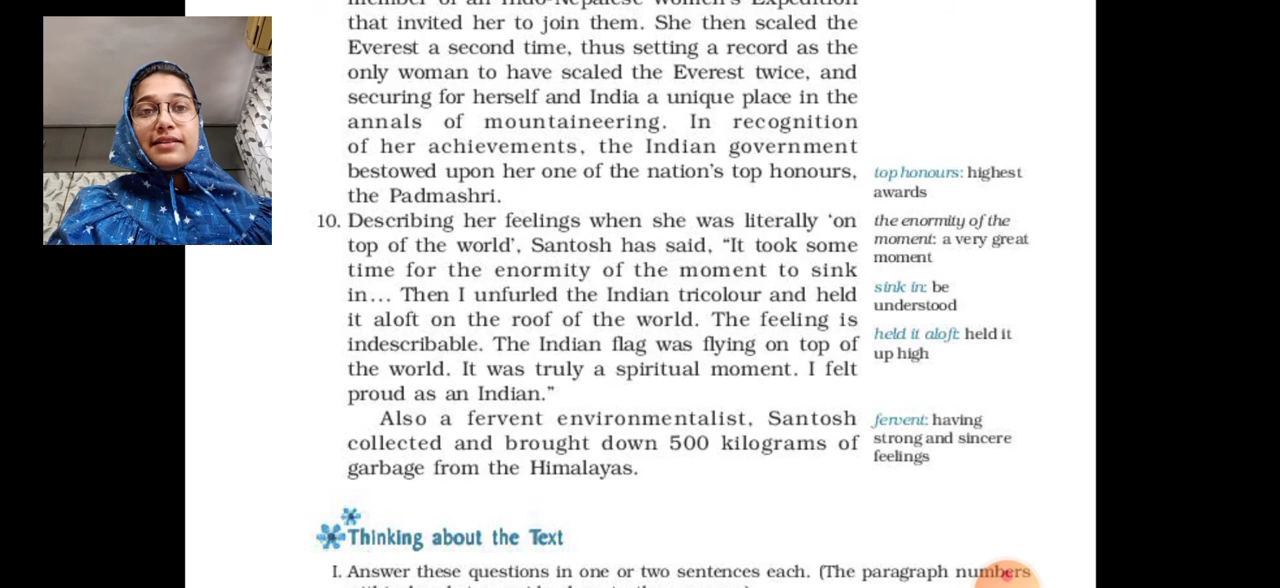 member of an Indo-Nepalese Women's Expedition
that invited her to join them. She then scaled the
Everest a second time, thus setting a record as the
only woman to have scaled the Everest twice, and
securing for herself and India a unique place in the
annals of mountaineering. In recognition
of her achievements, the Indian government
bestowed upon her one of the nation's top honours,
the Padmashri.
top honours: highest
awards
10. Describing her feelings when she was literally 'on
top of the world', Santosh has said, “It took some
time for the enormity of the moment to sink
in... Then I unfurled the Indian tricolour and held
it aloft on the roof of the world. The feeling is
indescribable. The Indian flag was flying on top of
the world. It was truly a spiritual moment. I felt
proud as an Indian.”
the enormity of the
moment: a very great
moment
sink in: be
understood
held it aloft: held it
up high
Also a fervent environmentalist, Santosh
collected and brought down 500 kilograms of
garbage from the Himalayas.
fervent: having
strong and sincere
feelings
Thinking about the Text
I. Answer these questions in one or two sentences each. (The paragraph numbers